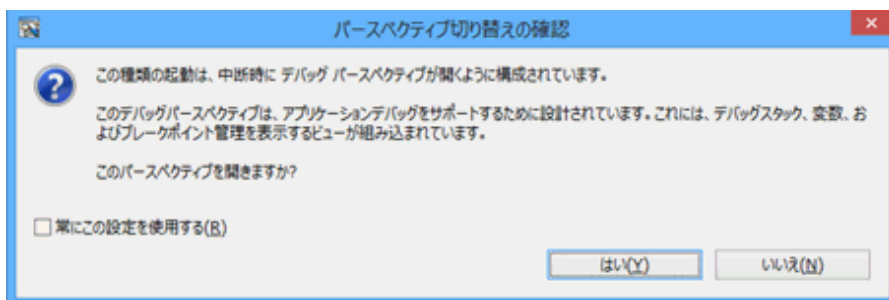 パースペクティブ切り替えの確認
この種類の起動は、中断時に デバッグ パースペクティブが開くように構成されています。
このデバッグパースペクティブは、アプリケーションデバッグをサポートするために設計されています。これには、デバッグスタック、変数、お
よびブレークポイント管理を表示するビューが組み込まれています。
このパースペクティブを開きますか?
常にこの設定を使用する(R)
はい(Y)
いいえ(N)